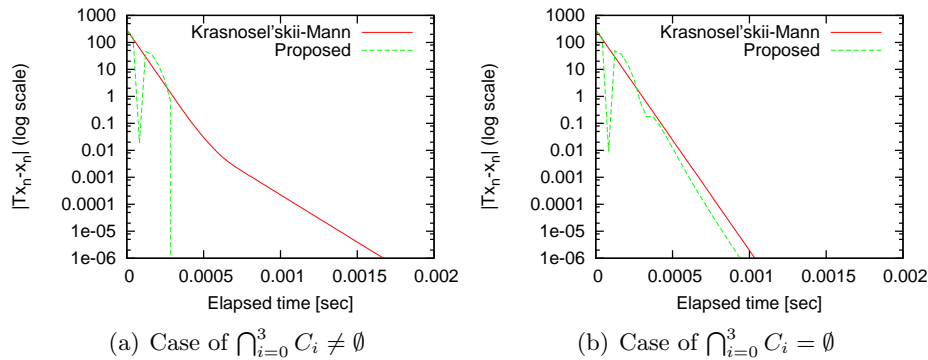 1000
100
10
1
0.1
0.01
0.001
0.0001
1e-05
1e-06
|Tx_n-x_n| (log scale)
Krasnosel'skii-Mann
Proposed
0 0.0005 0.001 0.0015 0.002
Elapsed time [sec]
(a) Case of ⋂_{i=0}^{3} C_i ≠ ∅
1000
100
10
1
0.1
0.01
0.001
0.0001
1e-05
1e-06
|Tx_n-x_n| (log scale)
Krasnosel'skii-Mann
Proposed
0 0.0005 0.001 0.0015 0.002
Elapsed time [sec]
(b) Case of ⋂_{i=0}^{3} C_i = ∅